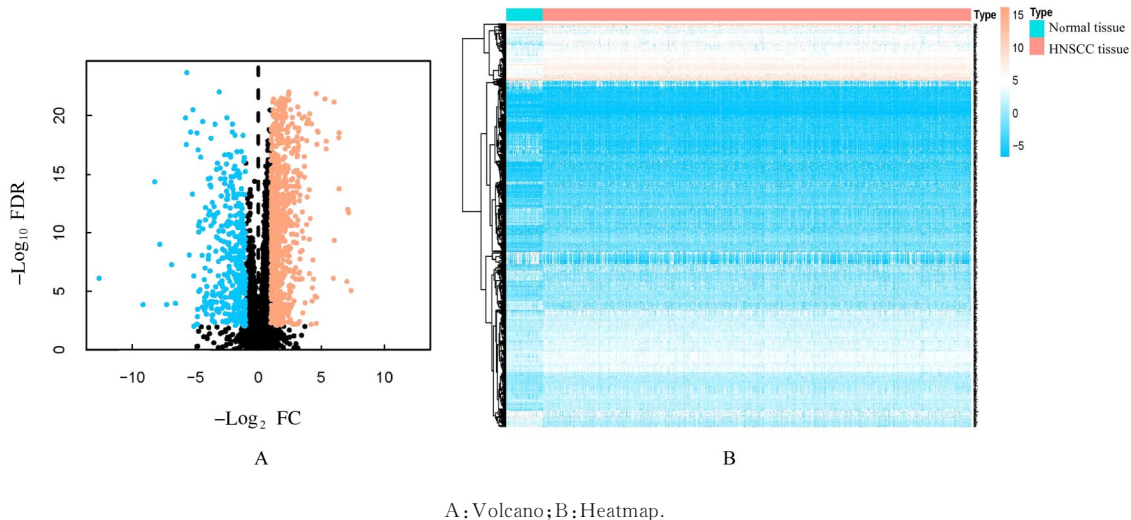 20
15
10
5
0
−Log10 FDR
−10 −5 0 5 10
−Log2 FC
A
Type
15
10
5
0
−5
Type
Normal tissue
HNSCC tissue
B
A:Volcano;B:Heatmap.